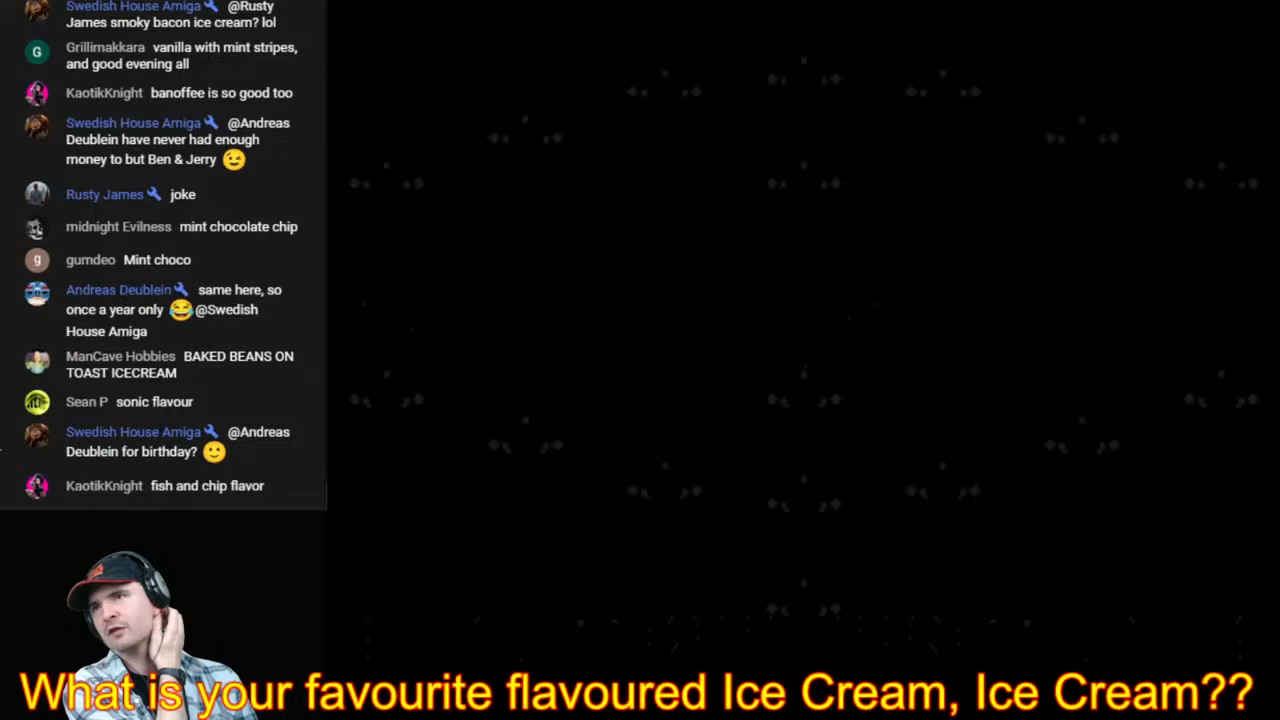 Swedish House Amiga @Rusty
James smoky bacon ice cream? lol
G Grillimakkara vanilla with mint stripes,
and good evening all
KaotikKnight banoffee is so good too
Swedish House Amiga @Andreas
Deublein have never had enough
money to but Ben & Jerry 😉
Rusty James joke
midnight Evilness mint chocolate chip
g gumdeo Mint choco
Andreas Deublein same here, so
once a year only 😂 @Swedish
House Amiga
ManCave Hobbies BAKED BEANS ON
TOAST ICECREAM
Sean P sonic flavour
Swedish House Amiga @Andreas
Deublein for birthday? 🙂
KaotikKnight fish and chip flavor
What is your favourite flavoured Ice Cream, Ice Cream??